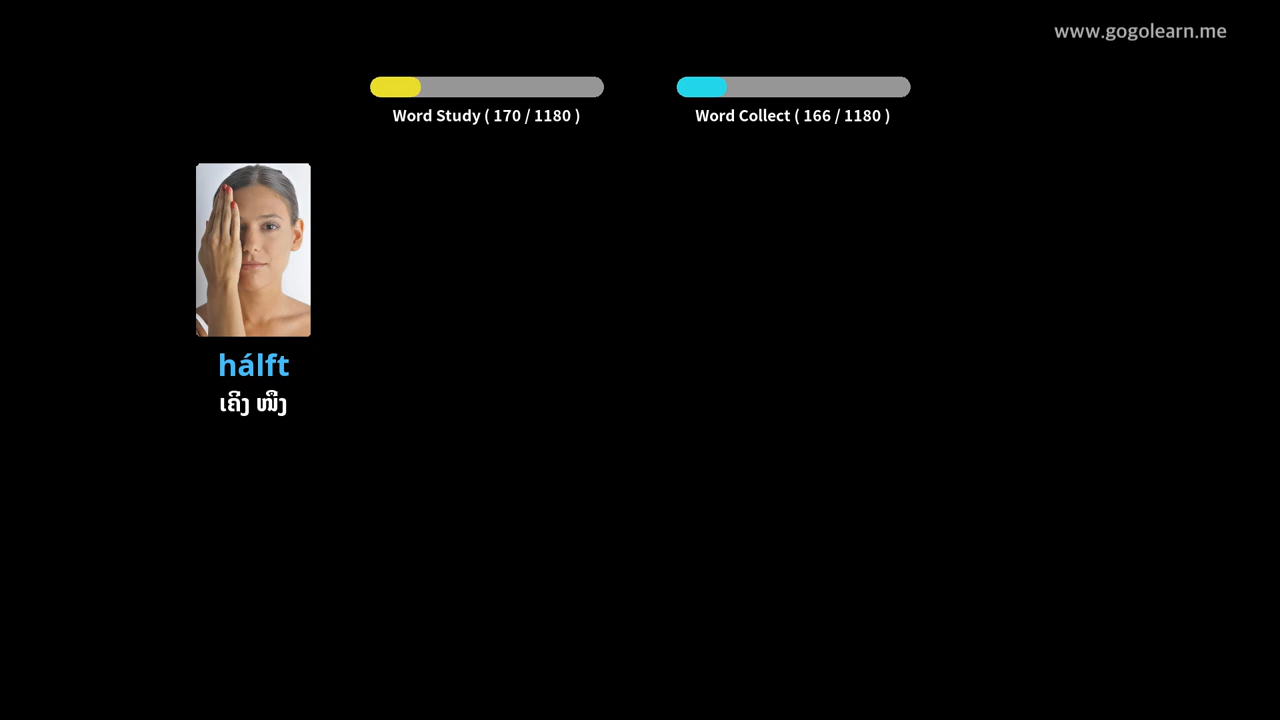 www.gogolearn.me
Word Study ( 170 / 1180 )
Word Collect ( 166 / 1180 )
hálft
ເຄິງ ໜຶງ